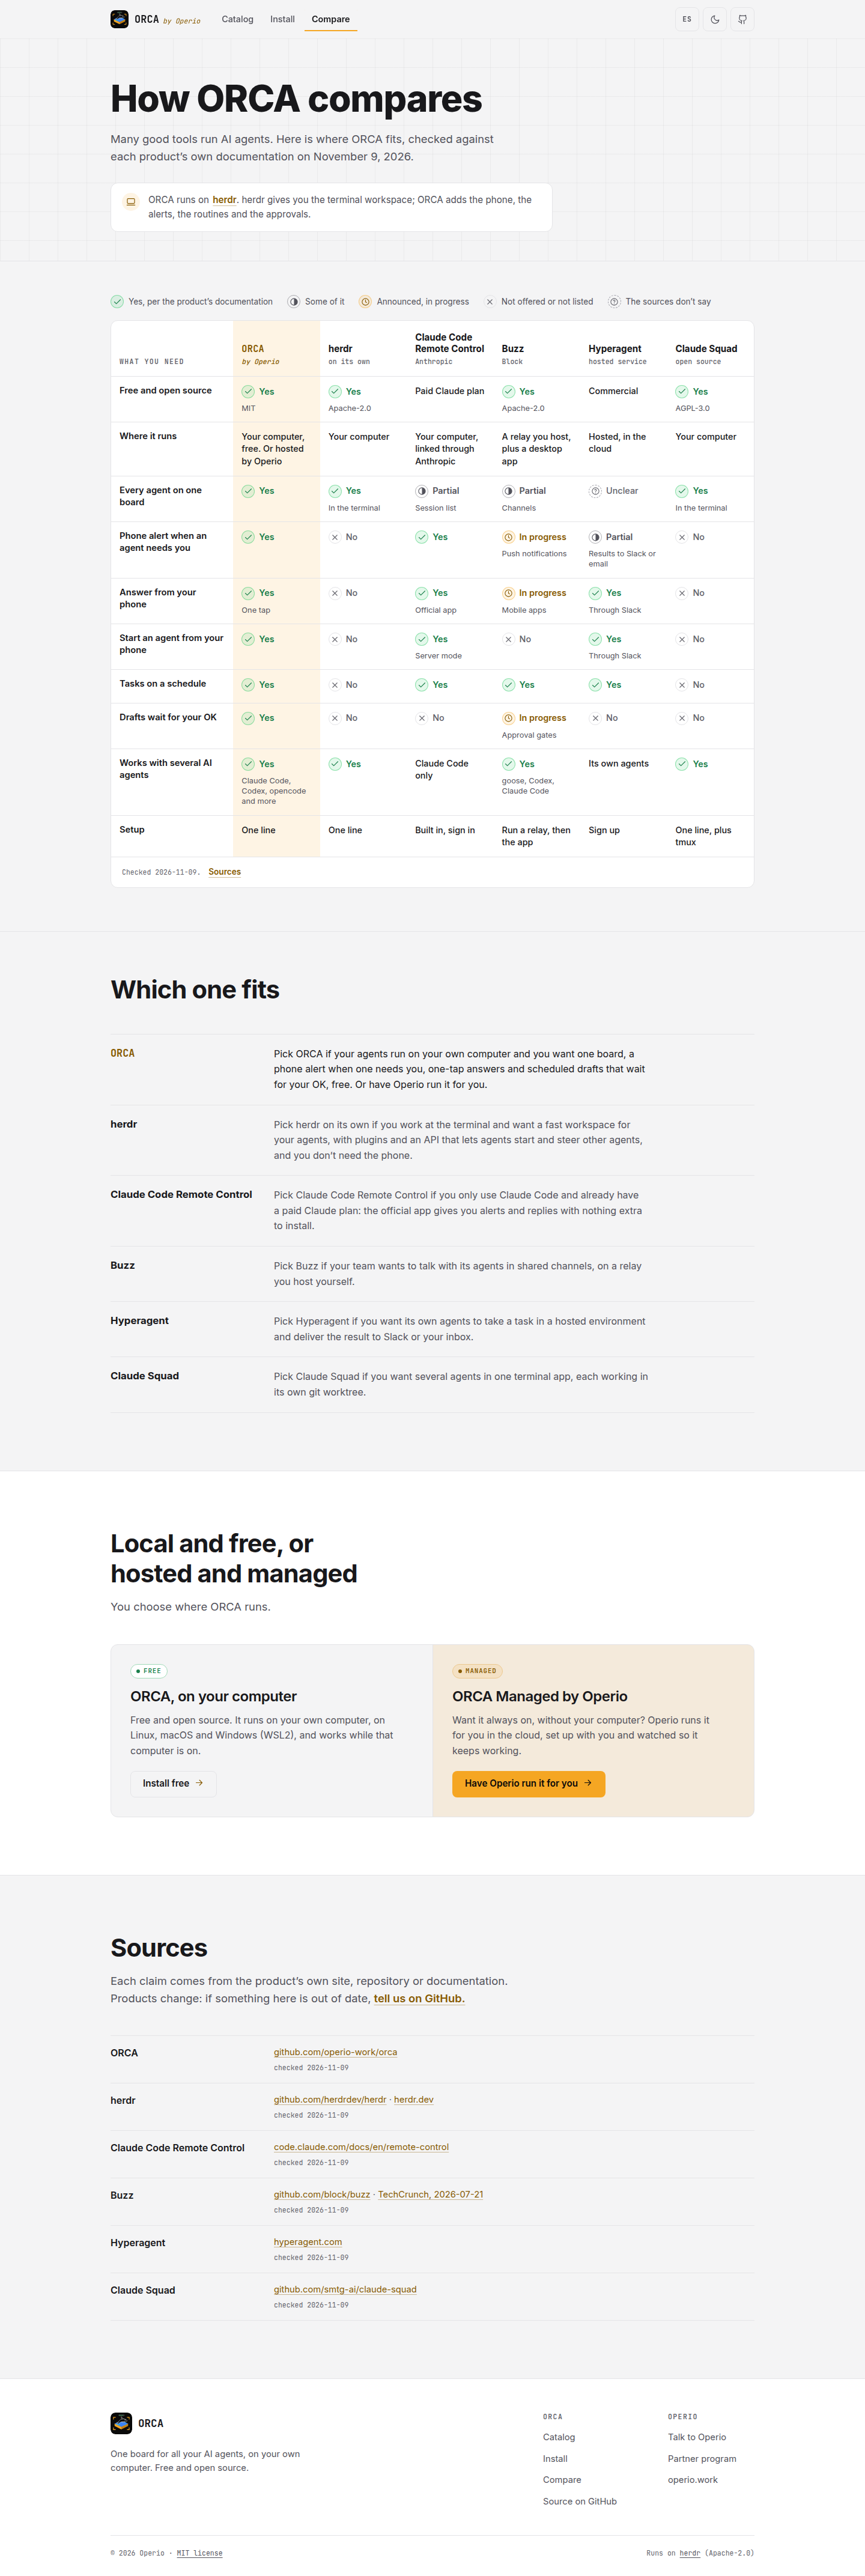 ORCA by Operio
Catalog
Install
Compare
ES
How ORCA compares
Many good tools run AI agents. Here is where ORCA fits, checked against
each product's own documentation on November 9, 2026.
ORCA runs on herdr. herdr gives you the terminal workspace; ORCA adds the phone, the
alerts, the routines and the approvals.
Yes, per the product's documentation
Some of it
Announced, in progress
Not offered or not listed
The sources don't say
WHAT YOU NEED
ORCA
by Operio
herdr
on its own
Claude Code
Remote Control
Anthropic
Buzz
Block
Hyperagent
hosted service
Claude Squad
open source
Free and open source
Yes
MIT
Yes
Apache-2.0
Paid Claude plan
Yes
Apache-2.0
Commercial
Yes
AGPL-3.0
Where it runs
Your computer,
free. Or hosted
by Operio
Your computer
Your computer,
linked through
Anthropic
A relay you host,
plus a desktop
app
Hosted, in the
cloud
Your computer
Every agent on one
board
Yes
Yes
In the terminal
Partial
Session list
Partial
Channels
Unclear
Yes
In the terminal
Phone alert when an
agent needs you
Yes
No
Yes
In progress
Push notifications
Partial
Results to Slack or
email
No
Answer from your
phone
Yes
One tap
No
Yes
Official app
In progress
Mobile apps
Yes
Through Slack
No
Start an agent from your
phone
Yes
No
Yes
Server mode
No
Yes
Through Slack
No
Tasks on a schedule
Yes
No
Yes
Yes
Yes
No
Drafts wait for your OK
Yes
No
No
In progress
Approval gates
No
No
Works with several AI
agents
Yes
Claude Code,
Codex, opencode
and more
Yes
Claude Code
only
Yes
goose, Codex,
Claude Code
Its own agents
Yes
Setup
One line
One line
Built in, sign in
Run a relay, then
the app
Sign up
One line, plus
tmux
Checked 2026-11-09. Sources
Which one fits
ORCA
Pick ORCA if your agents run on your own computer and you want one board, a
phone alert when one needs you, one-tap answers and scheduled drafts that wait
for your OK, free. Or have Operio run it for you.
herdr
Pick herdr on its own if you work at the terminal and want a fast workspace for
your agents, with plugins and an API that lets agents start and steer other agents,
and you don't need the phone.
Claude Code Remote Control
Pick Claude Code Remote Control if you only use Claude Code and already have
a paid Claude plan: the official app gives you alerts and replies with nothing extra
to install.
Buzz
Pick Buzz if your team wants to talk with its agents in shared channels, on a relay
you host yourself.
Hyperagent
Pick Hyperagent if you want its own agents to take a task in a hosted environment
and deliver the result to Slack or your inbox.
Claude Squad
Pick Claude Squad if you want several agents in one terminal app, each working in
its own git worktree.
Local and free, or
hosted and managed
You choose where ORCA runs.
FREE
ORCA, on your computer
Free and open source. It runs on your own computer, on
Linux, macOS and Windows (WSL2), and works while that
computer is on.
Install free
MANAGED
ORCA Managed by Operio
Want it always on, without your computer? Operio runs it
for you in the cloud, set up with you and watched so it
keeps working.
Have Operio run it for you
Sources
Each claim comes from the product's own site, repository or documentation.
Products change: if something here is out of date, tell us on GitHub.
ORCA
github.com/operio-work/orca
checked 2026-11-09
herdr
github.com/herdrdev/herdr · herdr.dev
checked 2026-11-09
Claude Code Remote Control
code.claude.com/docs/en/remote-control
checked 2026-11-09
Buzz
github.com/block/buzz · TechCrunch, 2026-07-21
checked 2026-11-09
Hyperagent
hyperagent.com
checked 2026-11-09
Claude Squad
github.com/smtg-ai/claude-squad
checked 2026-11-09
ORCA
One board for all your AI agents, on your own
computer. Free and open source.
ORCA
Catalog
Install
Compare
Source on GitHub
OPERIO
Talk to Operio
Partner program
operio.work
© 2026 Operio · MIT license
Runs on herdr (Apache-2.0)